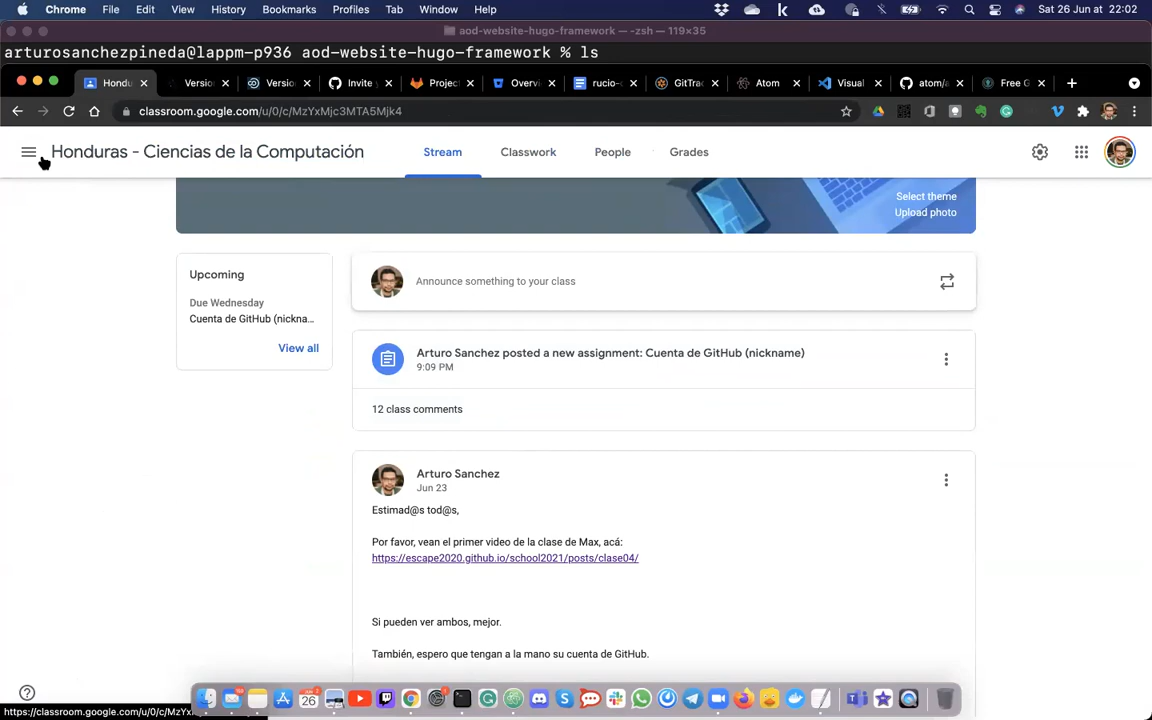 Chrome File Edit View History Bookmarks Profiles Tab Window Help Sat 26 Jun at 22:02
aod-website-hugo-framework — -zsh — 119×35
arturosanchezpineda@lappm-p936 aod-website-hugo-framework % ls
Hondu Versio Version Invite Project Overvi rucio- GitTra Atom Visual atom/a Free G
classroom.google.com/u/0/c/MzYxMjc3MTA5Mjk4
Honduras - Ciencias de la Computación Stream Classwork People Grades
Select theme
Upload photo
Upcoming
Due Wednesday
Cuenta de GitHub (nickna...
View all
Announce something to your class
Arturo Sanchez posted a new assignment: Cuenta de GitHub (nickname)
9:09 PM
12 class comments
Arturo Sanchez
Jun 23
Estimad@s tod@s,
Por favor, vean el primer video de la clase de Max, acá:
https://escape2020.github.io/school2021/posts/clase04/
Si pueden ver ambos, mejor.
También, espero que tengan a la mano su cuenta de GitHub.
https://classroom.google.com/u/0/c/MzYx